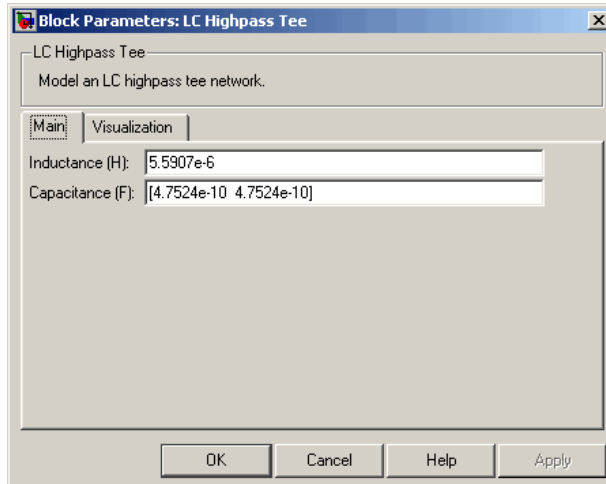 Block Parameters: LC Highpass Tee
LC Highpass Tee
Model an LC highpass tee network.
Main Visualization
Inductance (H): 5.5907e-6
Capacitance (F): [4.7524e-10 4.7524e-10]
OK Cancel Help Apply